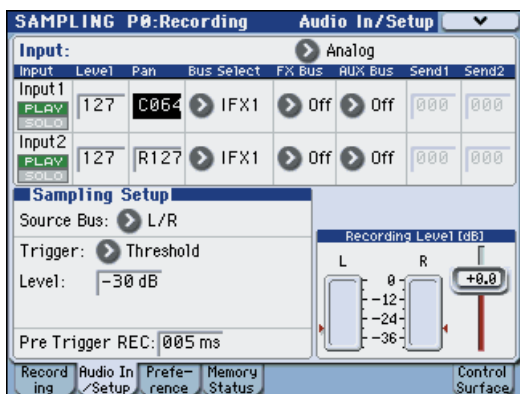 SAMPLING P0:Recording Audio In/Setup
Input: Analog
Input Level Pan Bus Select FX Bus AUX Bus Send1 Send2
Input1
127 C064 IFX1 Off Off 000 000
PLAY
SOLO
Input2
127 R127 IFX1 Off Off 000 000
PLAY
SOLO
Sampling Setup
Source Bus: L/R
Trigger: Threshold
Level: -30 dB
Pre Trigger REC: 005 ms
Recording Level [dB]
L R
0
-12
-24
-36
+0.0
Record
ing
Audio In
/Setup
Prefe-
rence
Memory
Status
Control
Surface